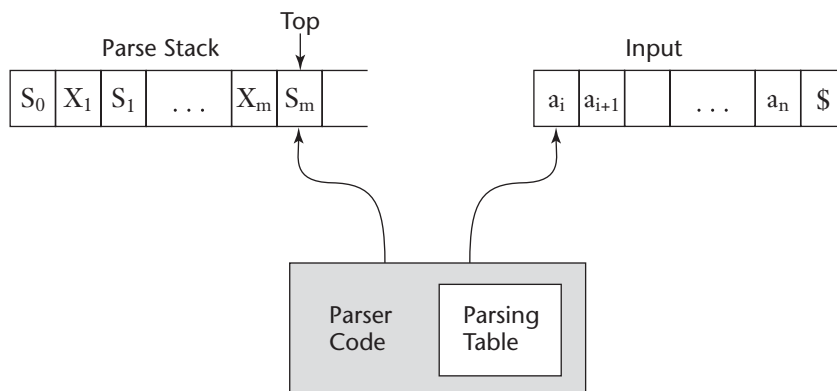 Top
Parse Stack
Input
S0 X1 S1 . . . Xm Sm
ai ai+1 . . . an $
Parser Code
Parsing Table